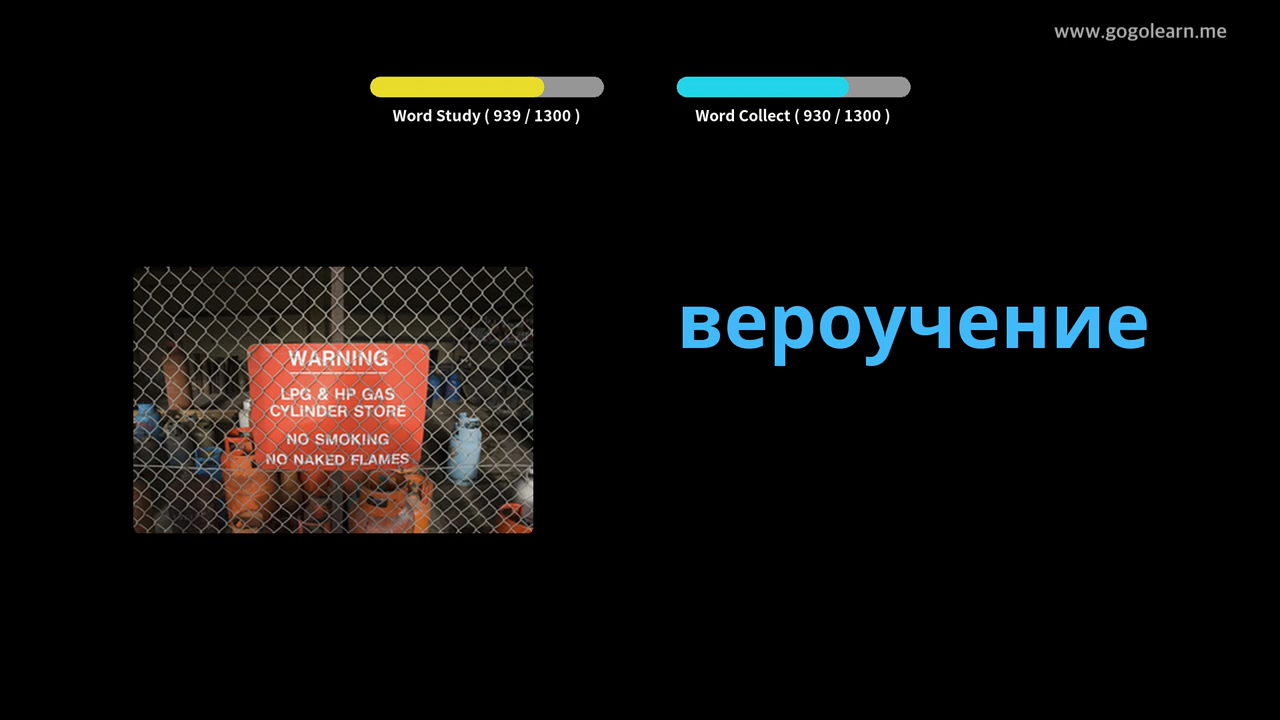 www.gogolearn.me
Word Study ( 939 / 1300 )
Word Collect ( 930 / 1300 )
WARNING
LPG & HP GAS
CYLINDER STORE
NO SMOKING
NO NAKED FLAMES
вероучение